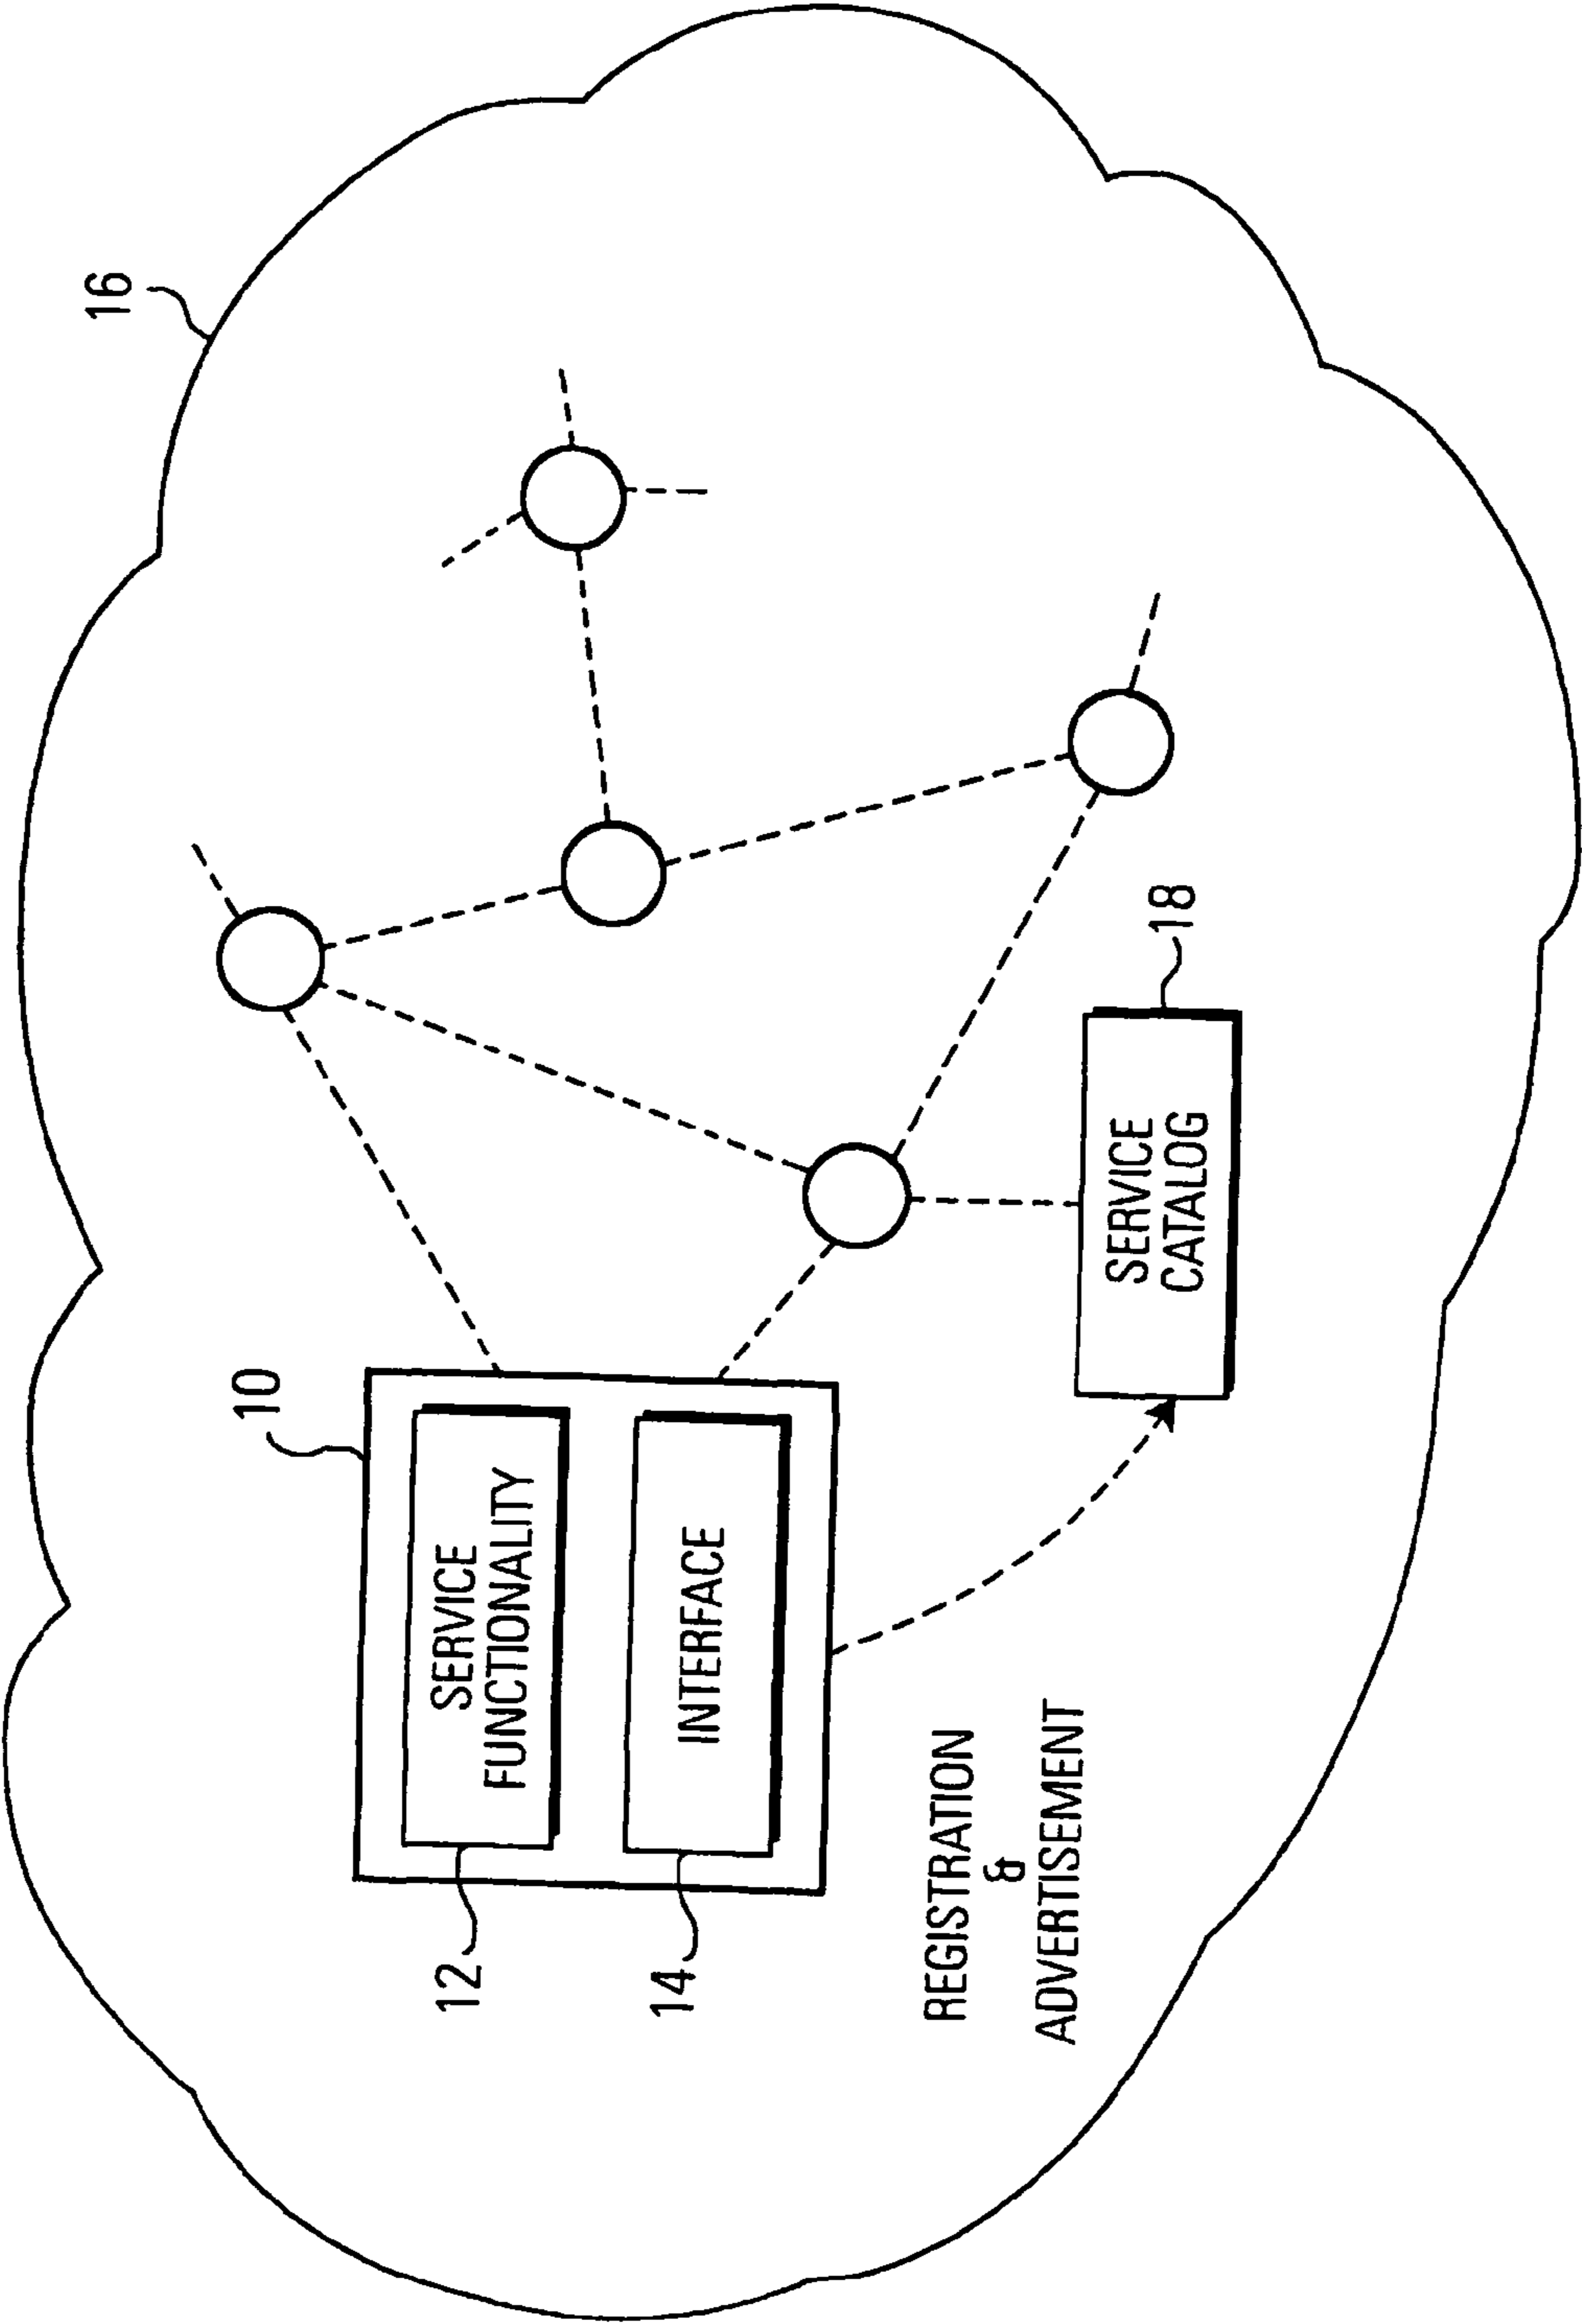 16
10
12
SERVICE
FUNCTIONALITY
14
INTERFACE
REGISTRATION
&
ADVERTISEMENT
SERVICE
CATALOG
18